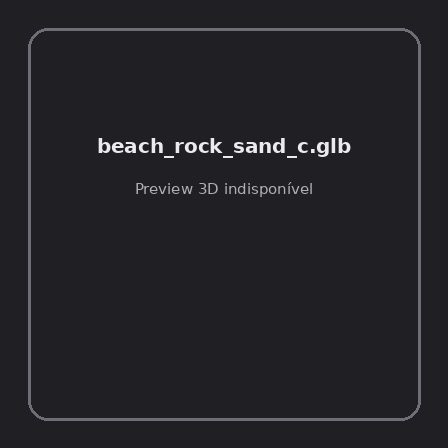 beach_rock_sand_c.glb
Preview 3D indisponível